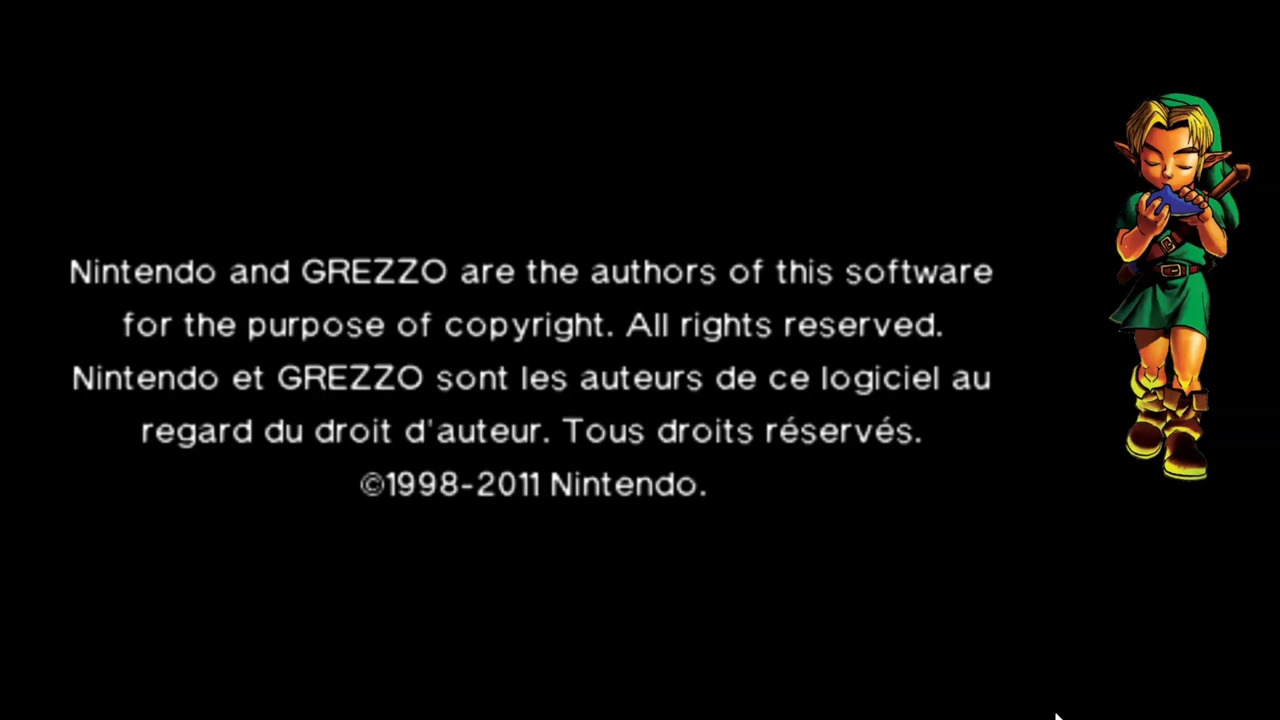 Nintendo and GREZZO are the authors of this software
for the purpose of copyright. All rights reserved.
Nintendo et GREZZO sont les auteurs de ce logiciel au
regard du droit d'auteur. Tous droits réservés.
©1998-2011 Nintendo.